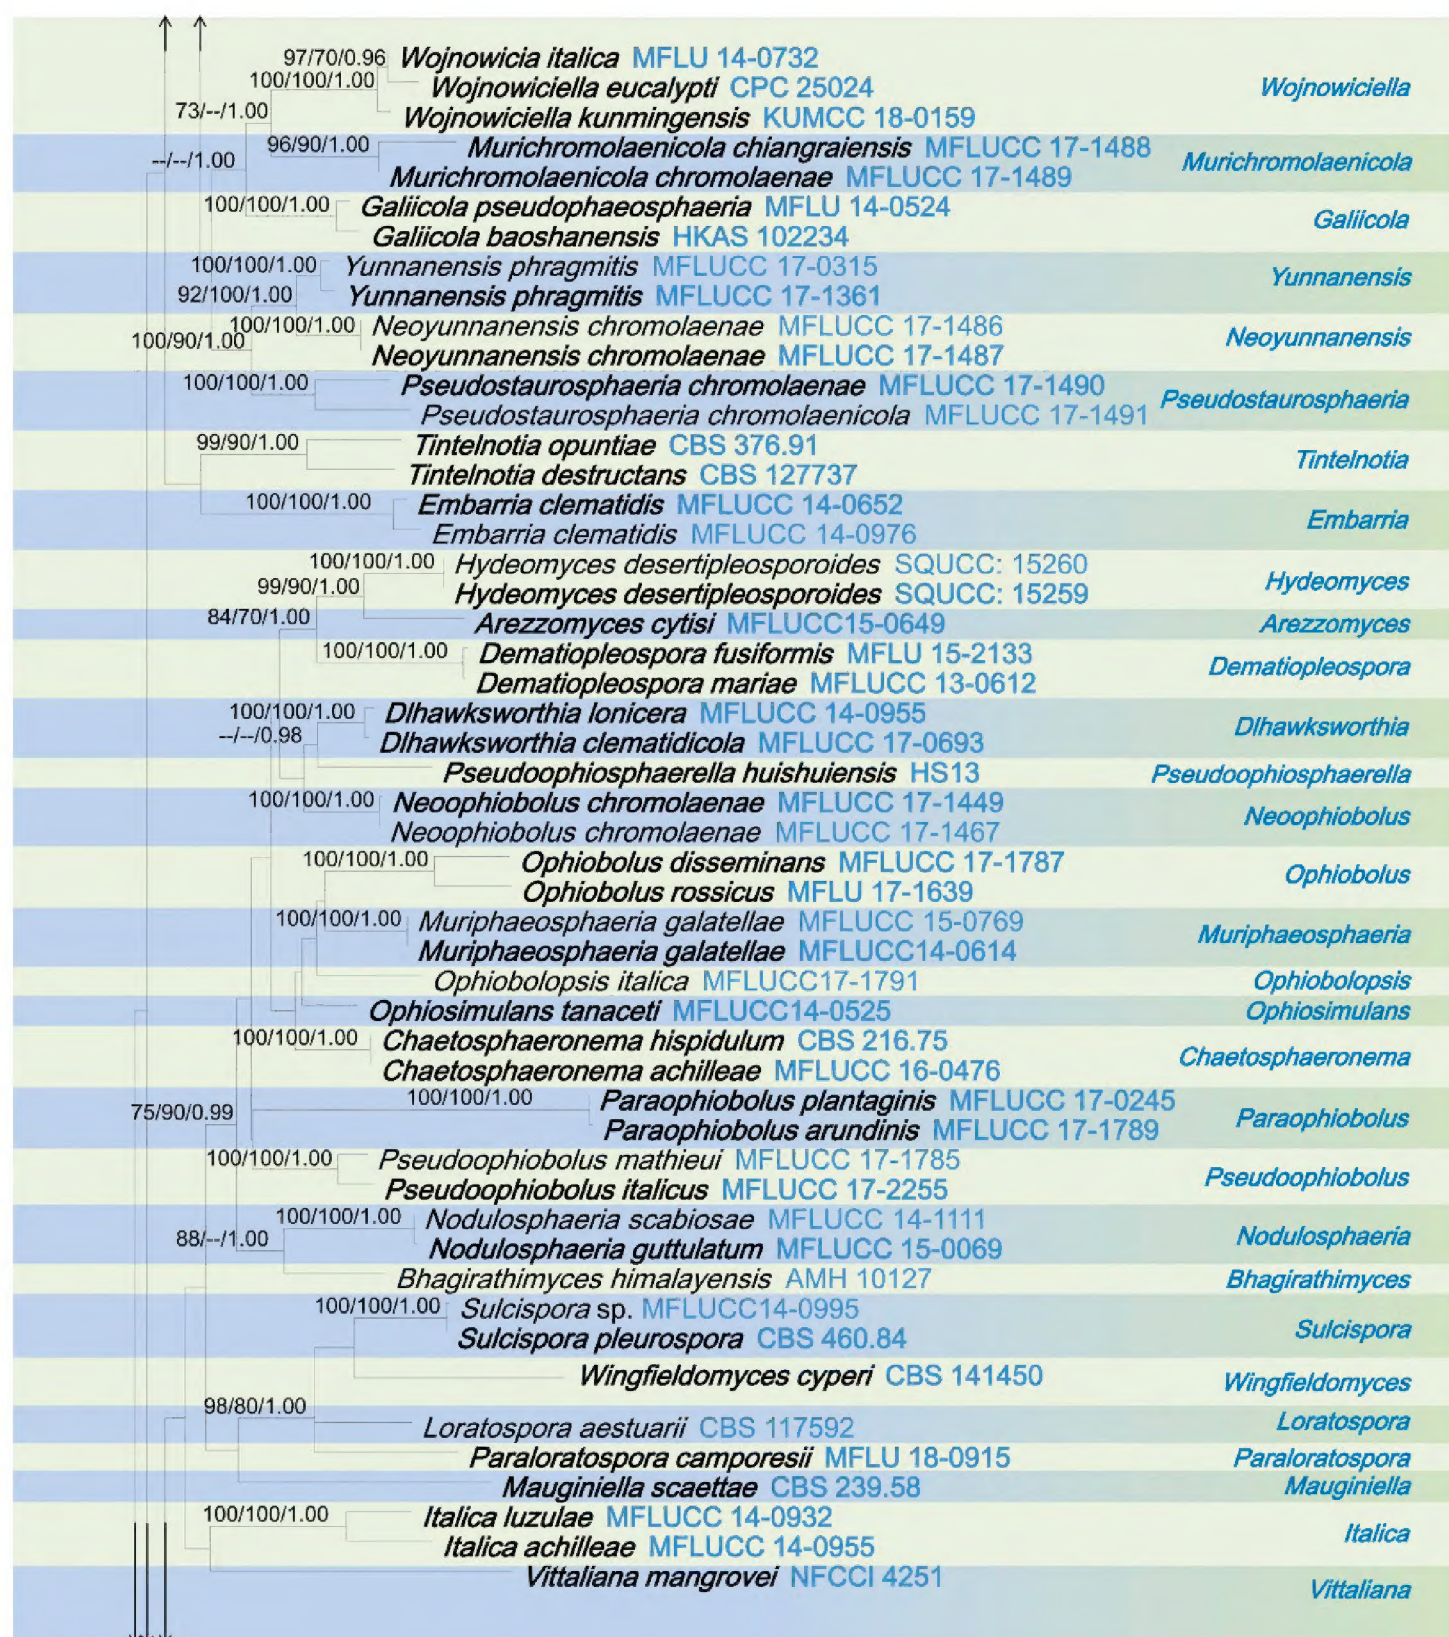 97/70/0.96 Wojnowicia italica MFLU 14-0732
100/100/1.00 Wojnowiciella eucalypti CPC 25024 Wojnowiciella
73/--/1.00 Wojnowiciella kunmingensis KUMCC 18-0159
96/90/1.00 Murichromolaenicola chiangraiensis MFLUCC 17-1488
--/--/1.00 Murichromolaenicola
Murichromolaenicola chromolaenae MFLUCC 17-1489
100/100/1.00 Galiicola pseudophaeosphaeria MFLU 14-0524
Galiicola
Galiicola baoshanensis HKAS 102234
100/100/1.00 Yunnanensis phragmitis MFLUCC 17-0315
Yunnanensis
92/100/1.00 Yunnanensis phragmitis MFLUCC 17-1361
100/100/1.00 Neoyunnanensis chromolaenae MFLUCC 17-1486
100/90/1.00 Neoyunnanensis
Neoyunnanensis chromolaenae MFLUCC 17-1487
100/100/1.00 Pseudostaurosphaeria chromolaenae MFLUCC 17-1490
Pseudostaurosphaeria
Pseudostaurosphaeria chromolaenicola MFLUCC 17-1491
99/90/1.00 Tintelnotia opuntiae CBS 376.91
Tintelnotia
Tintelnotia destructans CBS 127737
100/100/1.00 Embarria clematidis MFLUCC 14-0652
Embarria
Embarria clematidis MFLUCC 14-0976
100/100/1.00 Hydeomyces desertipleosporoides SQUCC: 15260
99/90/1.00 Hydeomyces
Hydeomyces desertipleosporoides SQUCC: 15259
84/70/1.00 Arezzomyces cytisi MFLUCC15-0649 Arezzomyces
100/100/1.00 Dematiopleospora fusiformis MFLU 15-2133
Dematiopleospora
Dematiopleospora mariae MFLUCC 13-0612
100/100/1.00 Dlhawksworthia lonicera MFLUCC 14-0955
Dlhawksworthia
--/--/0.98 Dlhawksworthia clematidicola MFLUCC 17-0693
Pseudoophiosphaerella huishuiensis HS13 Pseudoophiosphaerella
100/100/1.00 Neoophiobolus chromolaenae MFLUCC 17-1449
Neoophiobolus
Neoophiobolus chromolaenae MFLUCC 17-1467
100/100/1.00 Ophiobolus disseminans MFLUCC 17-1787
Ophiobolus
Ophiobolus rossicus MFLU 17-1639
100/100/1.00 Muriphaeosphaeria galatellae MFLUCC 15-0769
Muriphaeosphaeria
Muriphaeosphaeria galatellae MFLUCC14-0614
Ophiobolopsis italica MFLUCC17-1791 Ophiobolopsis
Ophiosimulans tanaceti MFLUCC14-0525 Ophiosimulans
100/100/1.00 Chaetosphaeronema hispidulum CBS 216.75
Chaetosphaeronema
Chaetosphaeronema achilleae MFLUCC 16-0476
100/100/1.00 Paraophiobolus plantaginis MFLUCC 17-0245
75/90/0.99 Paraophiobolus
Paraophiobolus arundinis MFLUCC 17-1789
100/100/1.00 Pseudoophiobolus mathieui MFLUCC 17-1785
Pseudoophiobolus
Pseudoophiobolus italicus MFLUCC 17-2255
100/100/1.00 Nodulosphaeria scabiosae MFLUCC 14-1111
88/--/1.00 Nodulosphaeria
Nodulosphaeria guttulatum MFLUCC 15-0069
Bhagirathimyces himalayensis AMH 10127 Bhagirathimyces
100/100/1.00 Sulcispora sp. MFLUCC14-0995
Sulcispora
Sulcispora pleurospora CBS 460.84
Wingfieldomyces cyperi CBS 141450 Wingfieldomyces
98/80/1.00 Loratospora aestuarii CBS 117592 Loratospora
Paraloratospora camporesii MFLU 18-0915 Paraloratospora
Mauginiella scaettae CBS 239.58 Mauginiella
100/100/1.00 Italica luzulae MFLUCC 14-0932
Italica
Italica achilleae MFLUCC 14-0955
Vittaliana mangrovei NFCCI 4251 Vittaliana